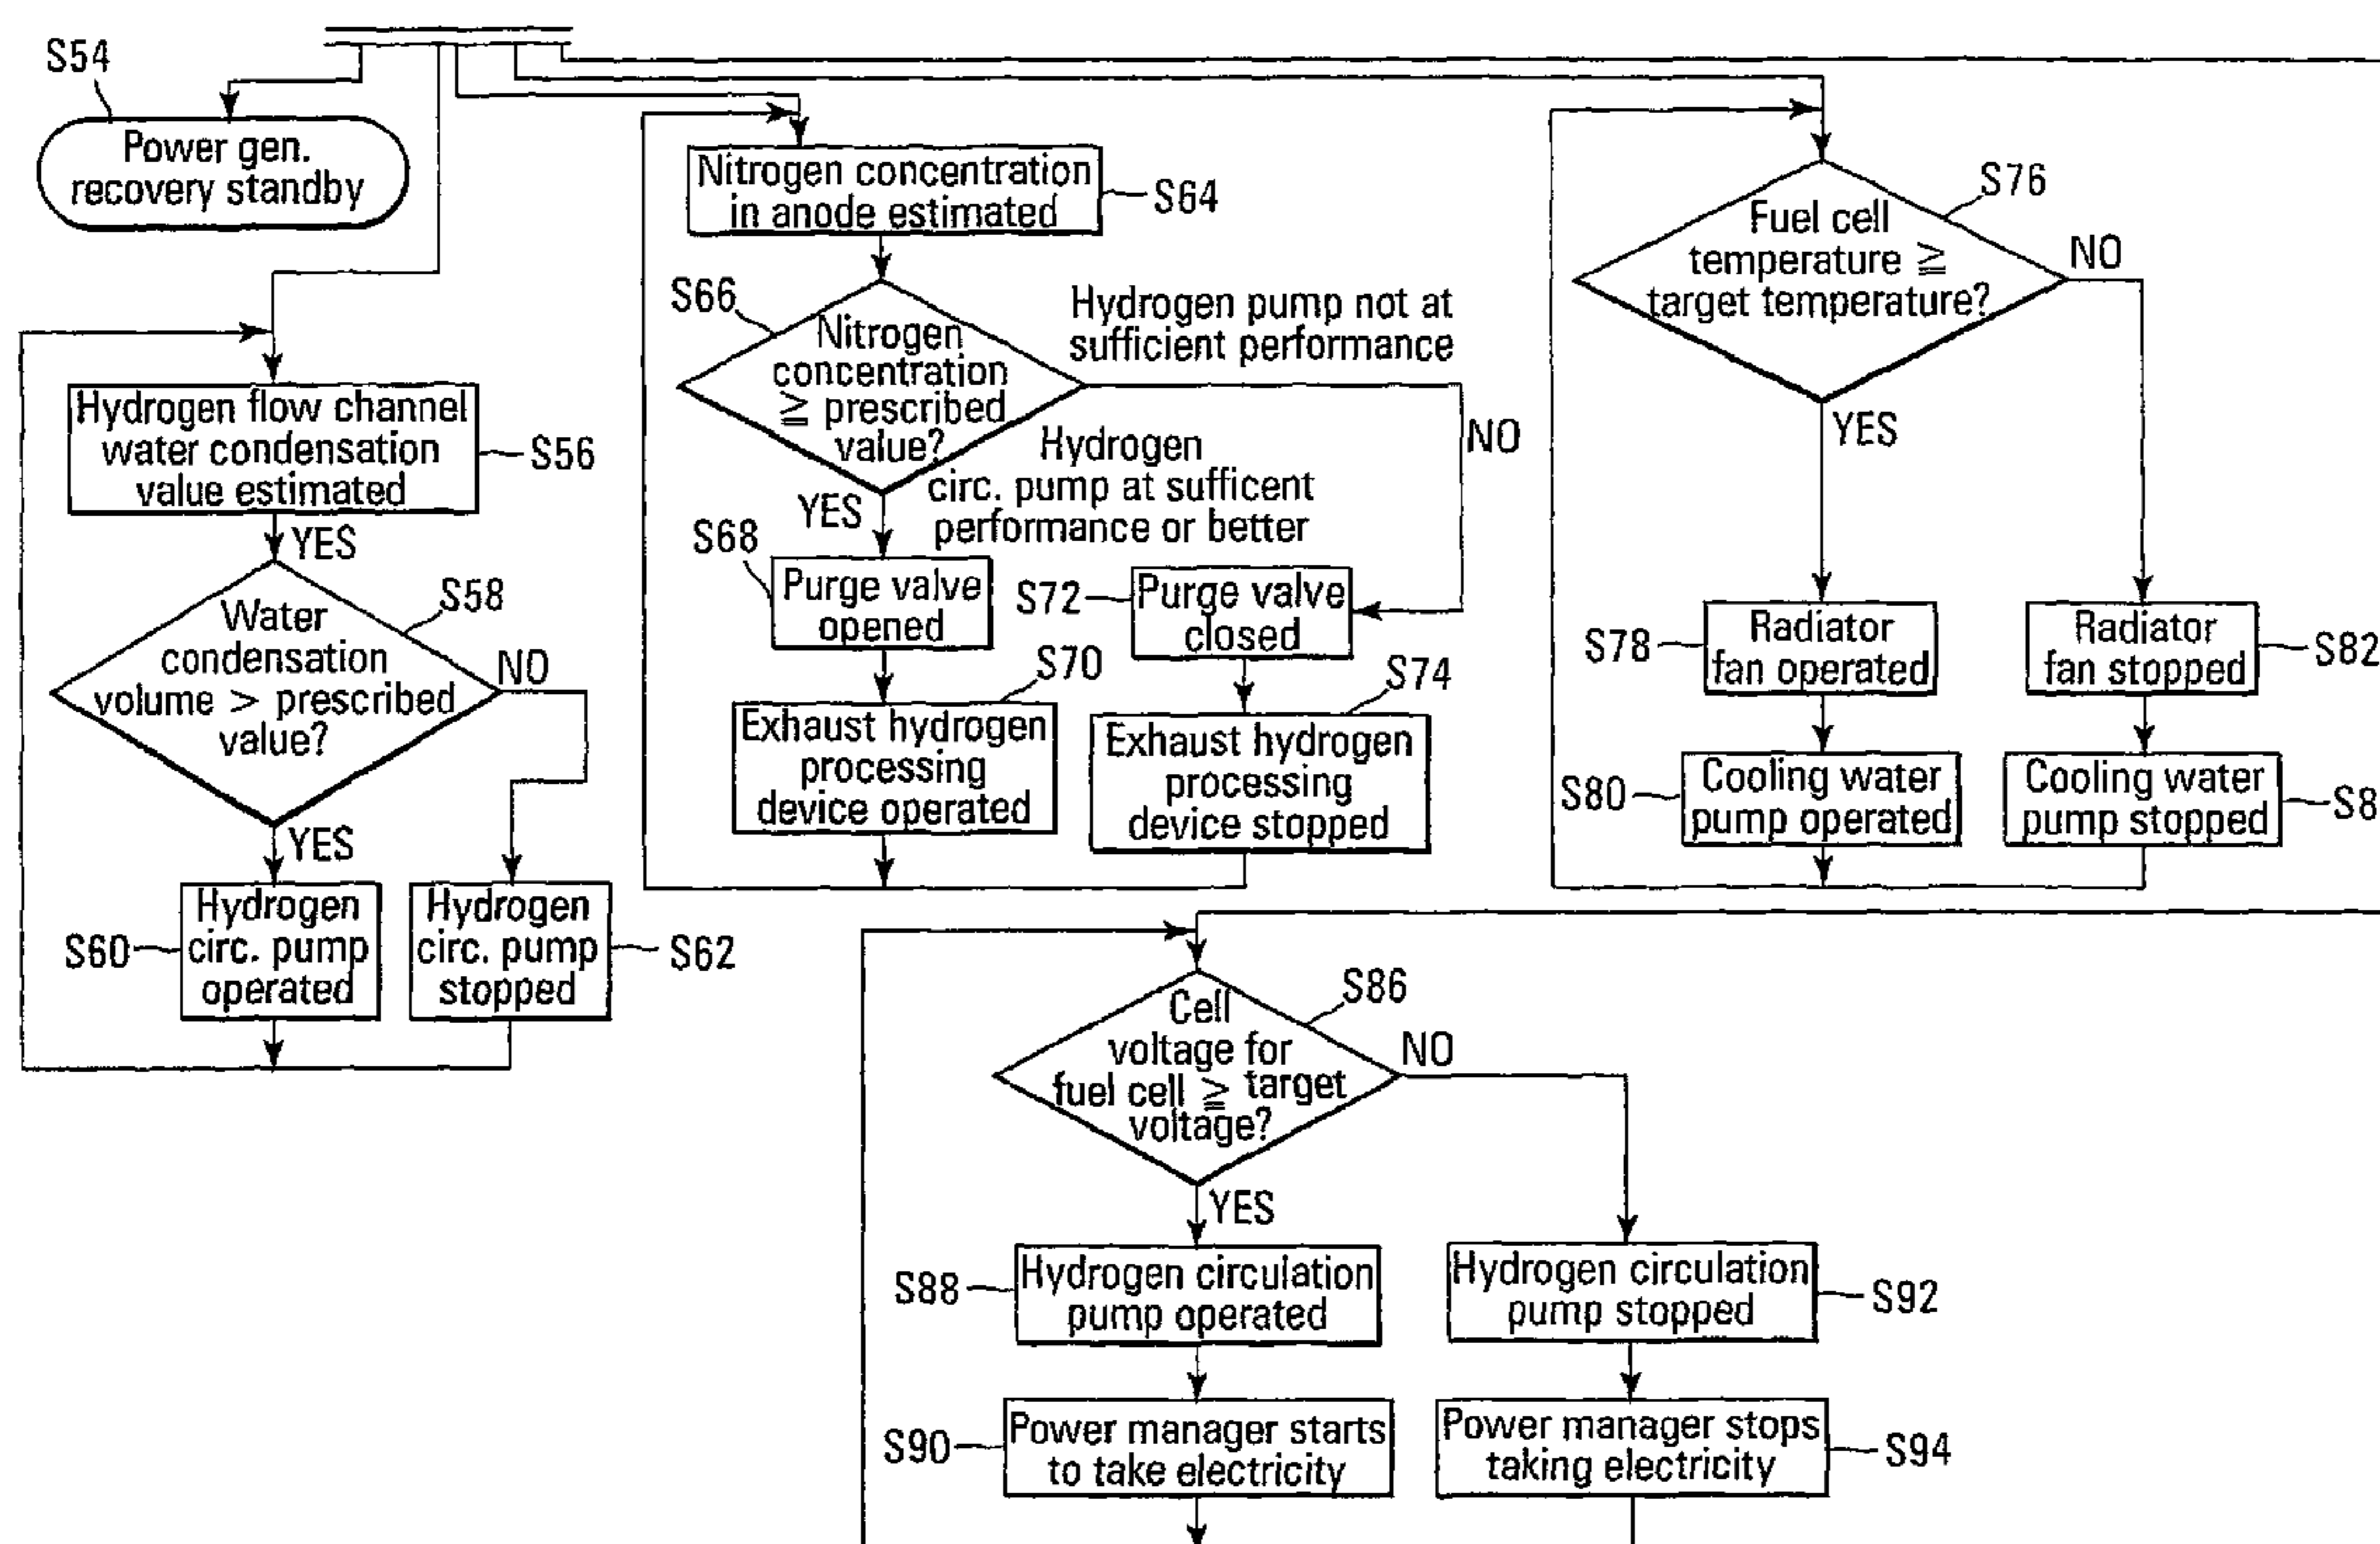 S54
Power gen.
recovery standby
Hydrogen flow channel
water condensation
value estimated
S56
YES
S58
Water
condensation
volume > prescribed
value?
NO
YES
S60
Hydrogen
circ. pump
operated
Hydrogen
circ. pump
stopped
S62
Nitrogen concentration
in anode estimated
S64
S66
Nitrogen
concentration
≧ prescribed
value?
Hydrogen pump not at
sufficient performance
NO
YES
Hydrogen
circ. pump at sufficent
performance or better
S68
Purge valve
opened
S72
Purge valve
closed
S70
Exhaust hydrogen
processing
device operated
S74
Exhaust hydrogen
processing
device stopped
S76
Fuel cell
temperature ≧
target temperature?
NO
YES
S78
Radiator
fan operated
Radiator
fan stopped
S82
S80
Cooling water
pump operated
Cooling water
pump stopped
S8
S86
Cell
voltage for
fuel cell ≧ target
voltage?
NO
YES
S88
Hydrogen circulation
pump operated
Hydrogen circulation
pump stopped
S92
S90
Power manager starts
to take electricity
Power manager stops
taking electricity
S94